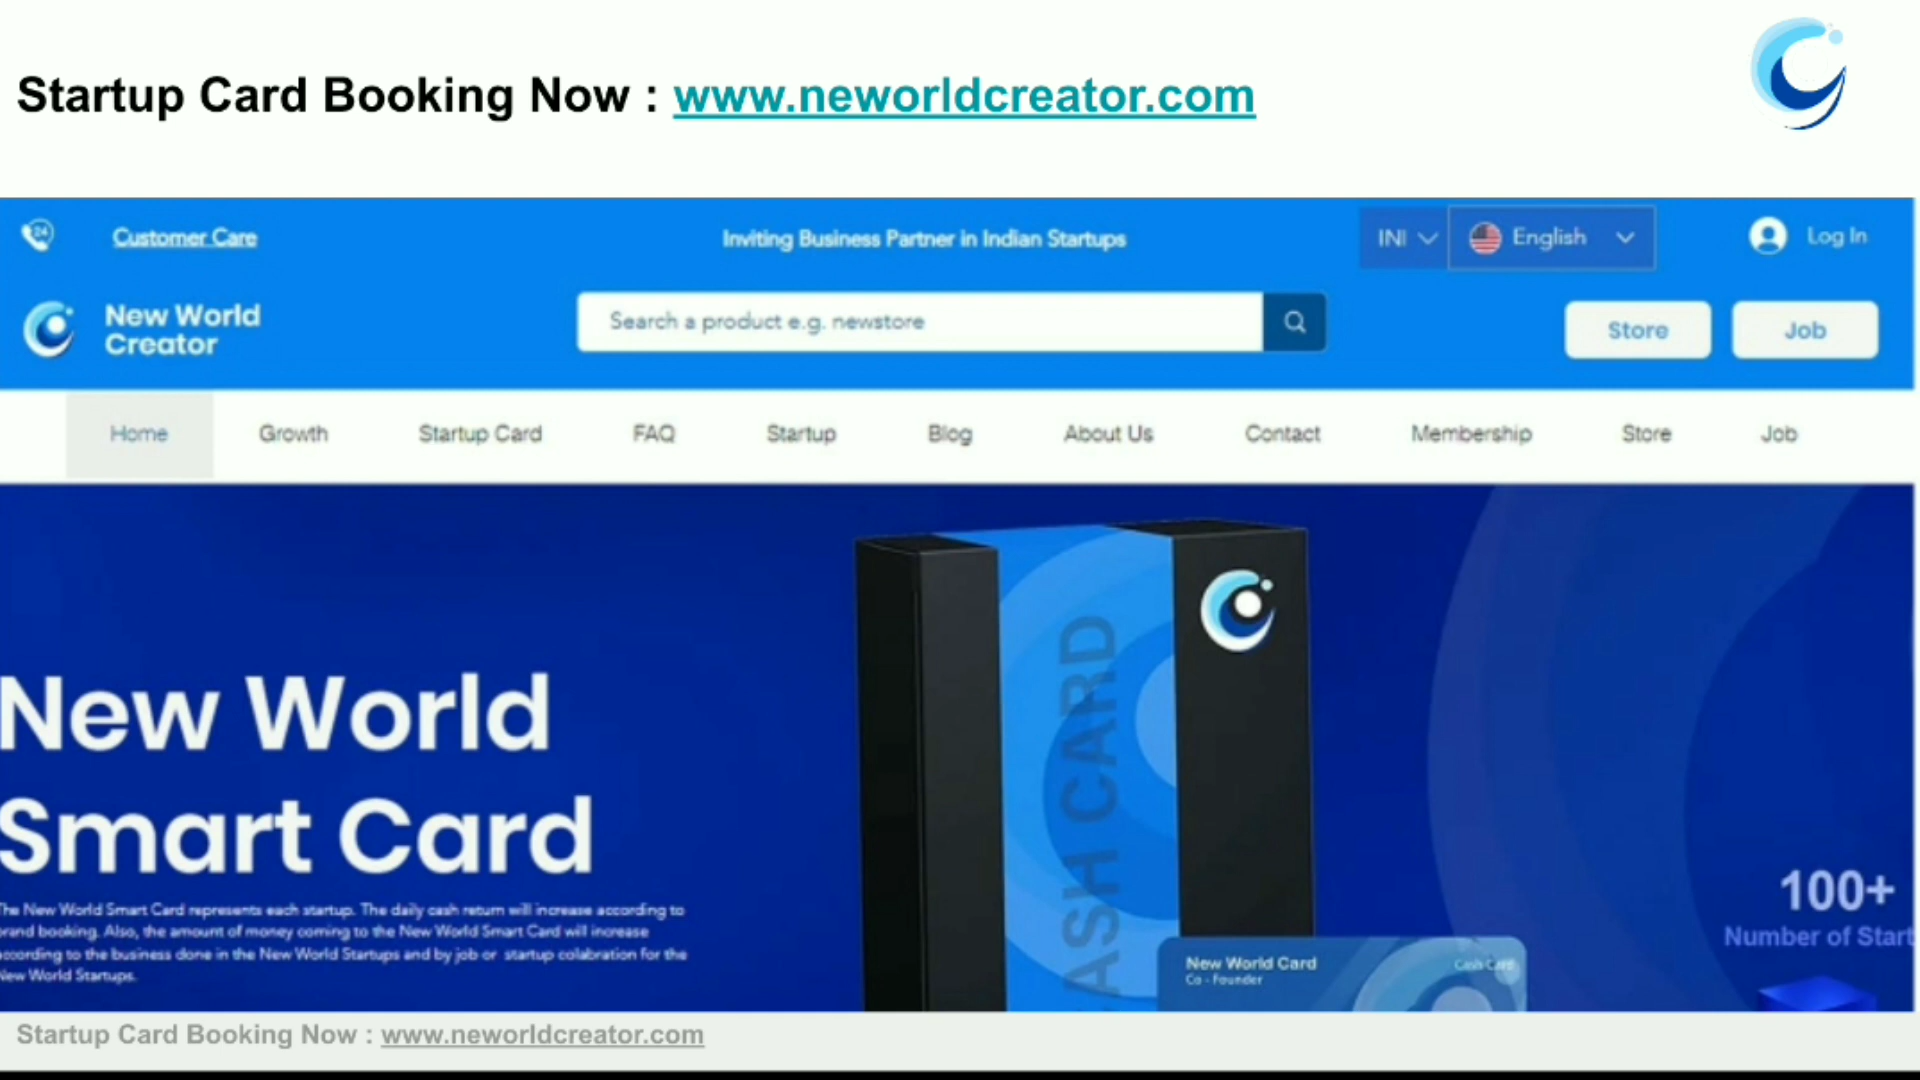 Startup Card Booking Now : www.neworldcreator.com
24
Customer Care
Inviting Business Partner in Indian Startups
INI
English
Log In
New World
Creator
Search a product e.g. newstore
Store
Job
Home
Growth
Startup Card
FAQ
Startup
Blog
About Us
Contact
Membership
Store
Job
New World
Smart Card
The New World Smart Card represents each startup. The daily cash return will increase according to
brand booking. Also, the amount of money coming to the New World Smart Card will increase
according to the business done in the New World Startups and by job or startup colabration for the
New World Startups.
ASH CARD
New World Card
Co - Founder
Cash Card
100+
Number of Start
Startup Card Booking Now : www.neworldcreator.com